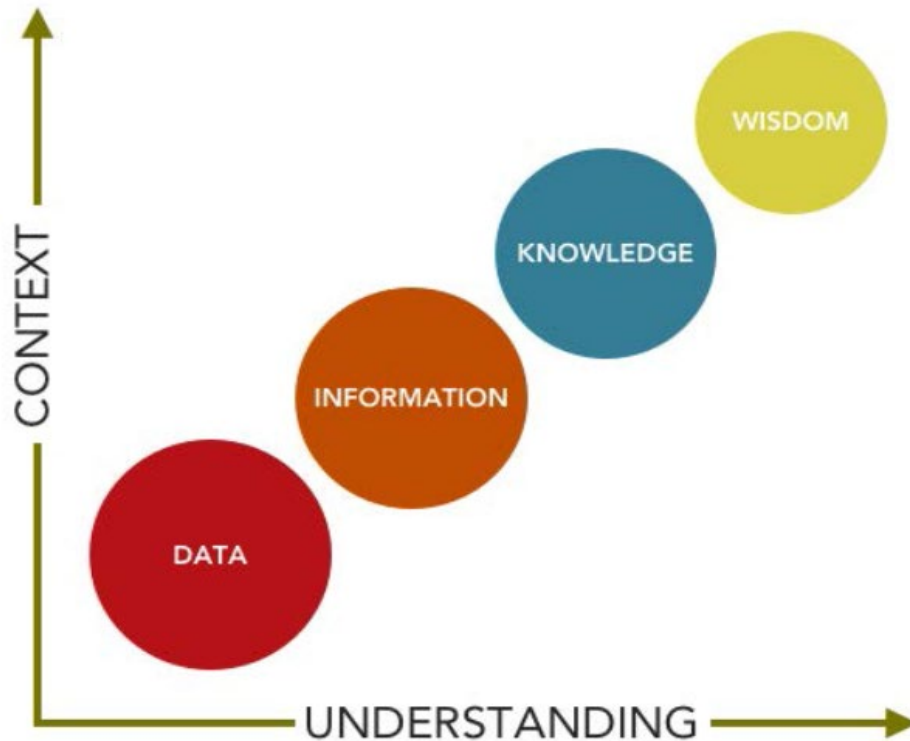 WISDOM
KNOWLEDGE
CONTEXT
INFORMATION
DATA
UNDERSTANDING